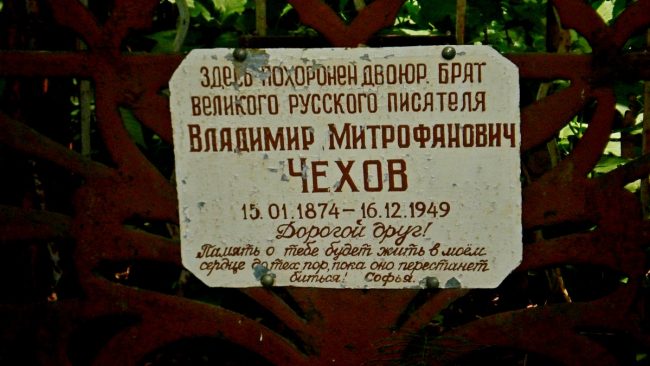 Здесь похоронен двоюр. брат
великого русского писателя
Владимир Митрофанович
Чехов
15.01.1874 – 16.12.1949
Дорогой друг!
Память о тебе будет жить в моём
сердце до тех пор, пока оно перестанет
биться! Софья.